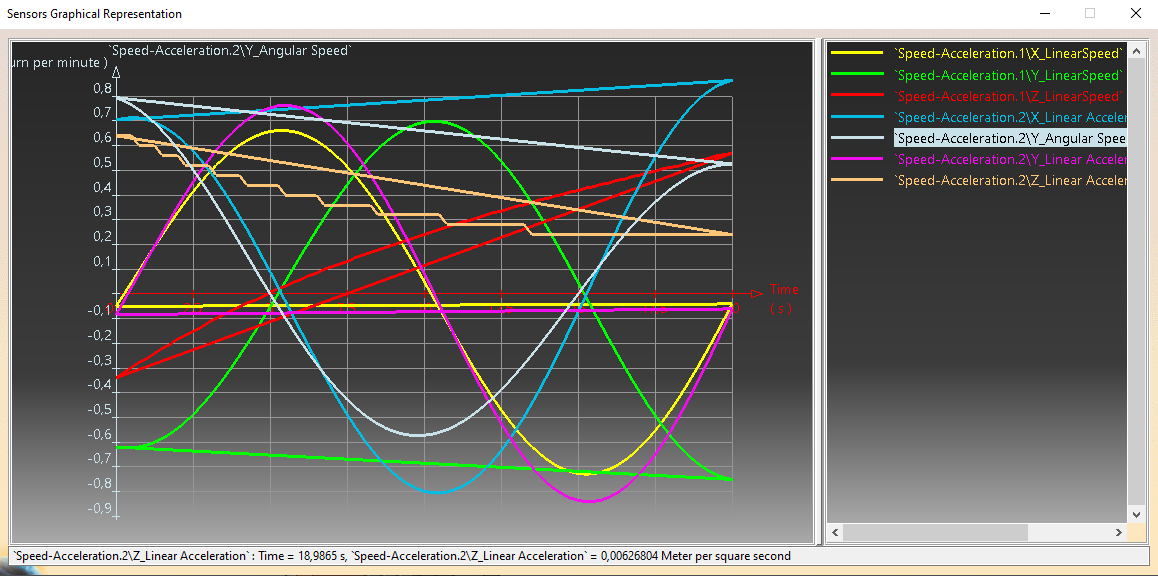 Sensors Graphical Representation
`Speed-Acceleration.2\Y_Angular Speed`
urn per minute )
0,8
0,7
0,6
0,5
0,4
0,3
0,2
0,1
-0,1
-0,2
-0,3
-0,4
-0,5
-0,6
-0,7
-0,8
-0,9
Time
( s )
`Speed-Acceleration.1\X_LinearSpeed`
`Speed-Acceleration.1\Y_LinearSpeed`
`Speed-Acceleration.1\Z_LinearSpeed`
`Speed-Acceleration.2\X_Linear Acceler
`Speed-Acceleration.2\Y_Angular Spee
`Speed-Acceleration.2\Y_Linear Acceler
`Speed-Acceleration.2\Z_Linear Acceler
`Speed-Acceleration.2\Z_Linear Acceleration` : Time = 18,9865 s, `Speed-Acceleration.2\Z_Linear Acceleration` = 0,00626804 Meter per square second